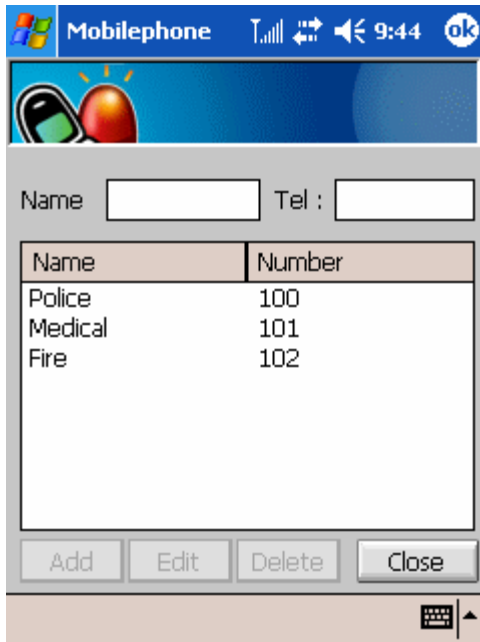 Mobilephone 9:44 ok
Name Tel :
Name Number
Police 100
Medical 101
Fire 102
Add Edit Delete Close